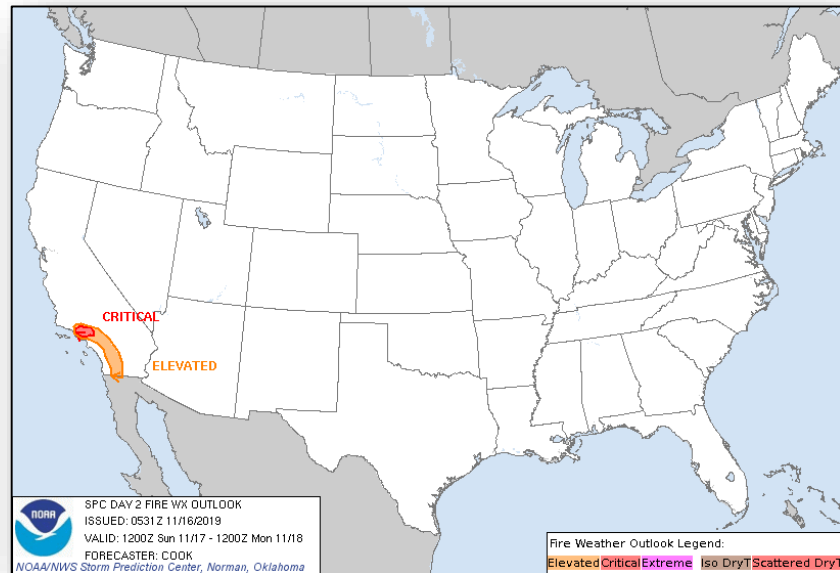 CRITICAL
ELEVATED
NOAA
SPC DAY 2 FIRE WX OUTLOOK
ISSUED: 0531Z 11/16/2019
VALID: 1200Z Sun 11/17 - 1200Z Mon 11/18
FORECASTER: COOK
NOAA/NWS Storm Prediction Center, Norman, Oklahoma
Fire Weather Outlook Legend:
Elevated Critical Extreme Iso DryT Scattered DryT